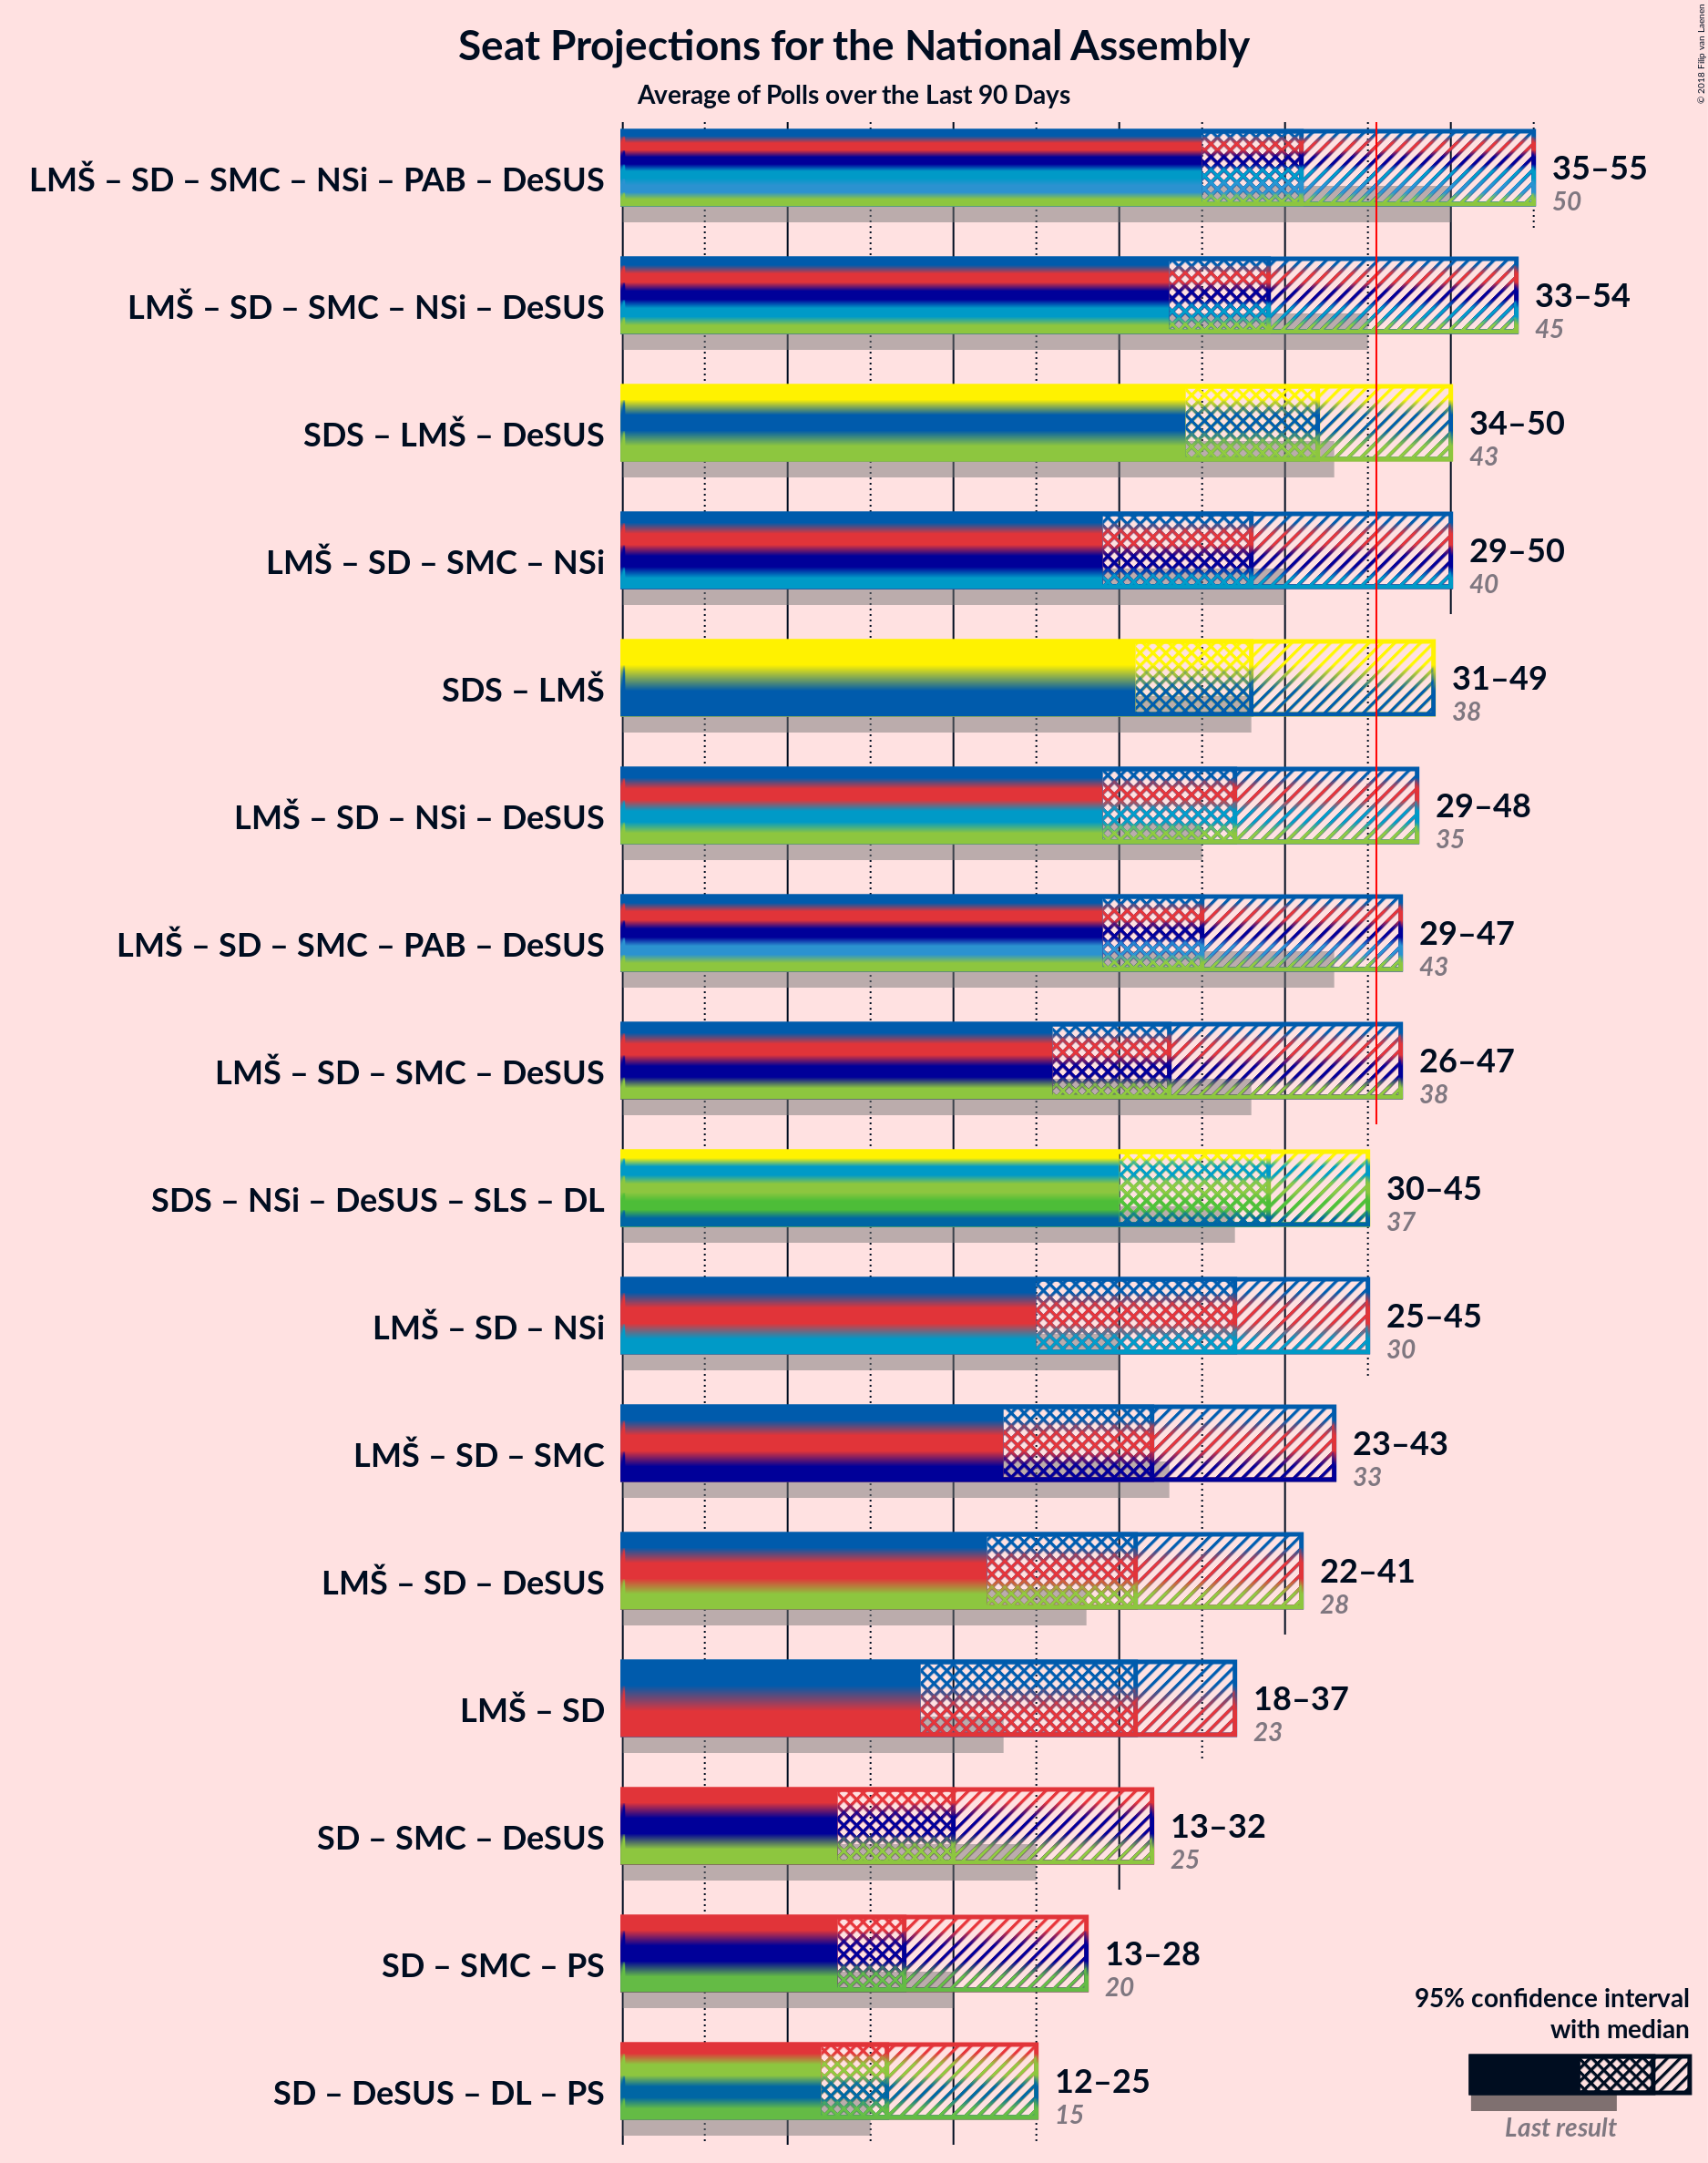 Seat Projections for the National Assembly
Average of Polls over the Last 90 Days
© 2018 Filip van Laenen
LMŠ – SD – SMC – NSi – PAB – DeSUS
35–55
50
LMŠ – SD – SMC – NSi – DeSUS
33–54
45
SDS – LMŠ – DeSUS
34–50
43
LMŠ – SD – SMC – NSi
29–50
40
SDS – LMŠ
31–49
38
LMŠ – SD – NSi – DeSUS
29–48
35
LMŠ – SD – SMC – PAB – DeSUS
29–47
43
LMŠ – SD – SMC – DeSUS
26–47
38
SDS – NSi – DeSUS – SLS – DL
30–45
37
LMŠ – SD – NSi
25–45
30
LMŠ – SD – SMC
23–43
33
LMŠ – SD – DeSUS
22–41
28
LMŠ – SD
18–37
23
SD – SMC – DeSUS
13–32
25
SD – SMC – PS
13–28
20
SD – DeSUS – DL – PS
12–25
15
95% confidence interval
with median
Last result